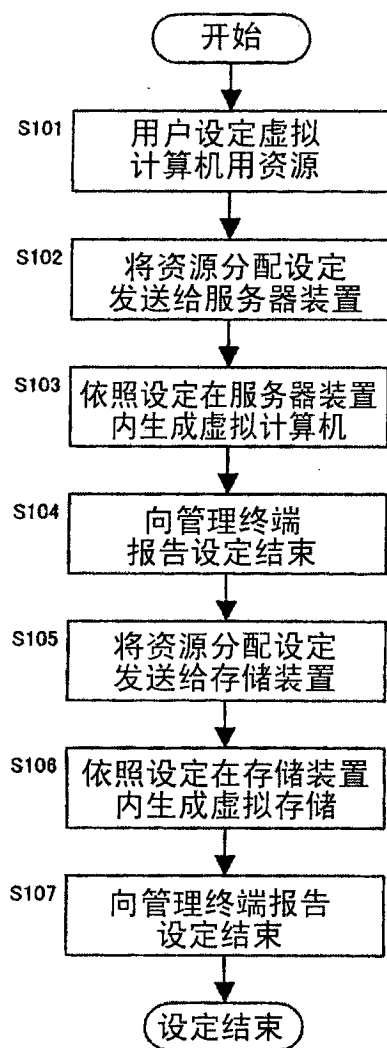 开始
S101
用户设定虚拟
计算机用资源
S102
将资源分配设定
发送给服务器装置
S103
依照设定在服务器装置
内生成虚拟计算机
S104
向管理终端
报告设定结束
S105
将资源分配设定
发送给存储装置
S106
依照设定在存储装置
内生成虚拟存储
S107
向管理终端报告
设定结束
设定结束